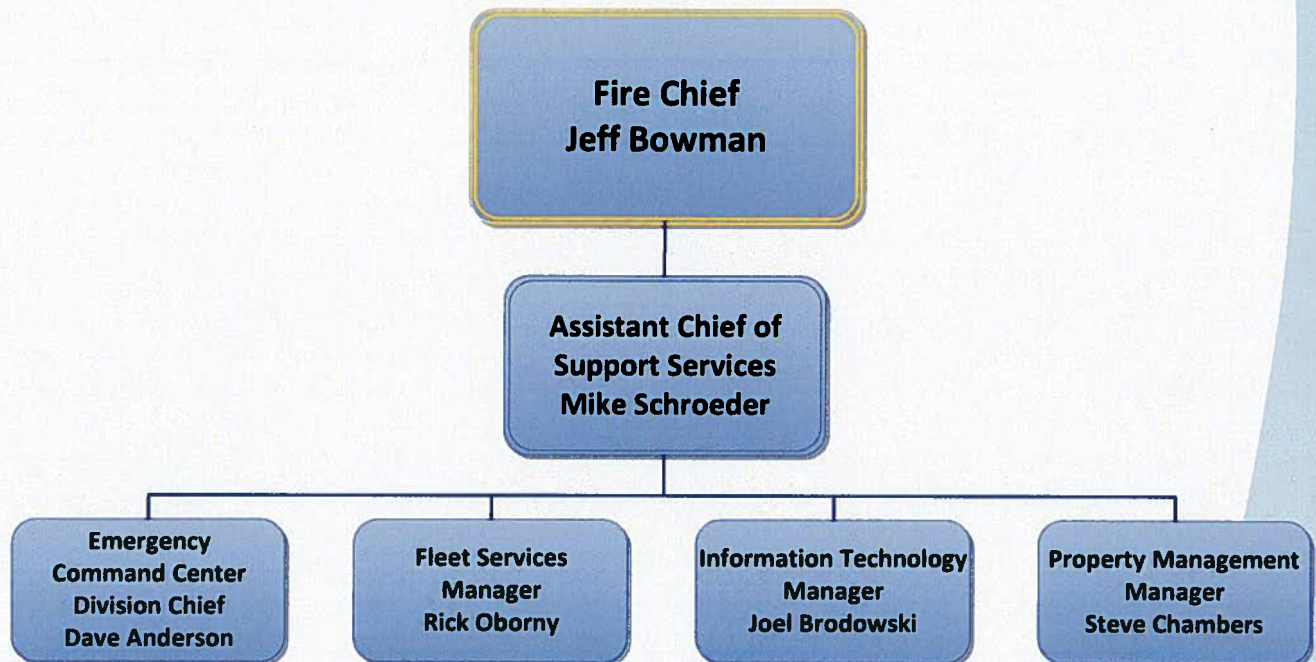 Fire Chief
Jeff Bowman
Assistant Chief of
Support Services
Mike Schroeder
Emergency
Command Center
Division Chief
Dave Anderson
Fleet Services
Manager
Rick Oborny
Information Technology
Manager
Joel Brodowski
Property Management
Manager
Steve Chambers